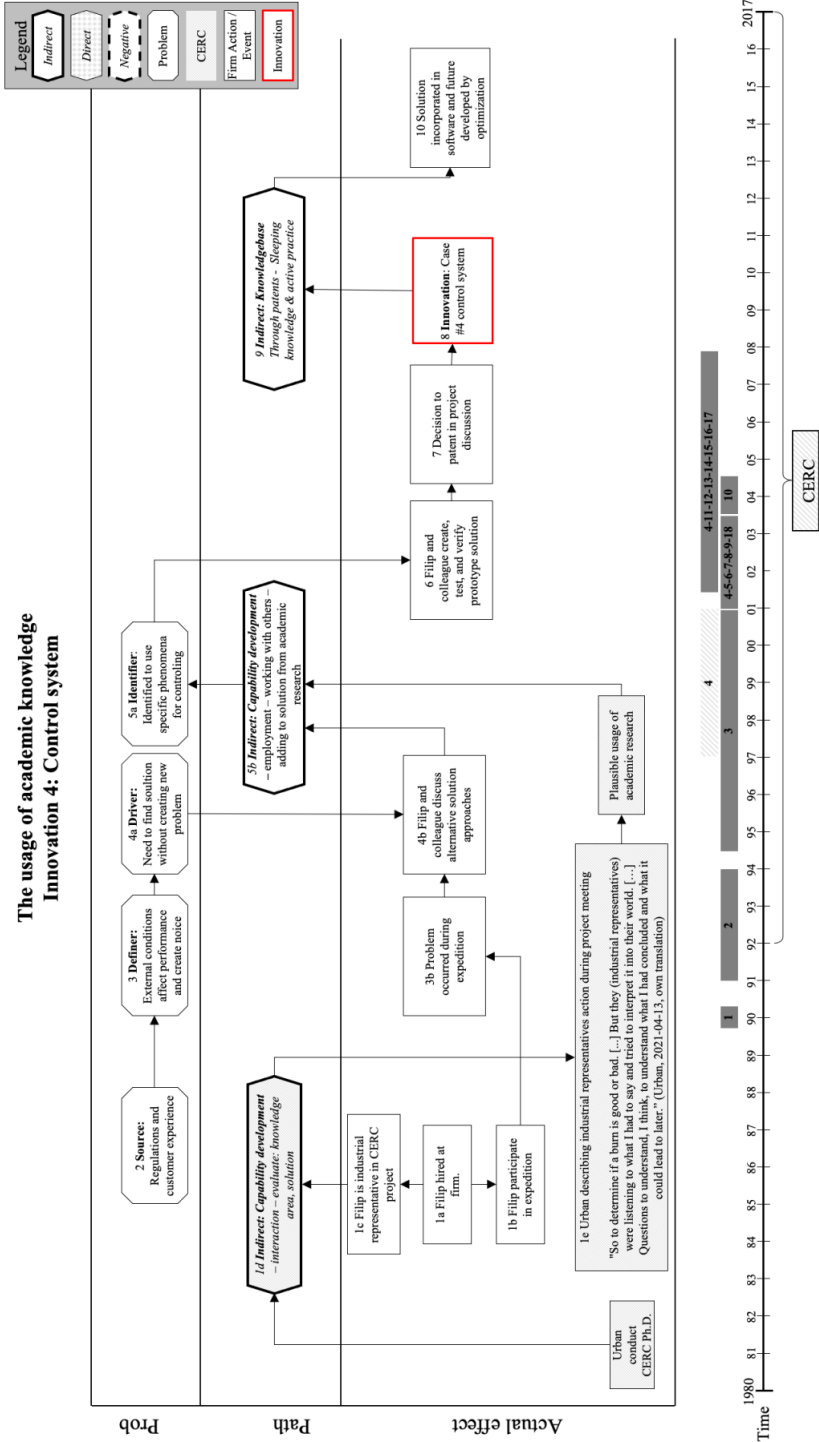 The usage of academic knowledge
Innovation 4: Control system
Legend
Indirect
Direct
Negative
Problem
CERC
Firm Action /
Event
Innovation
Prob
2 Source:
Regulations and
customer experience
3 Definer:
External conditions
affect performance
and create noice
4a Driver:
Need to find soultion
without creating new
problem
5a Identifier:
Identified to use
specific phenomena
for controling
Path
1d Indirect: Capability development
– interaction – evaluate: knowledge
area, solution
5b Indirect: Capability development
– employment – working with others –
adding to solution from academic
research
9 Indirect: Knowledgebase
Through patents - Sleeping
knowledge & active practice
Actual effect
1c Filip is industrial
representative in CERC
project
1a Filip hired at
firm.
1b Filip participate
in expedition
3b Problem
occurred during
expedition
4b Filip and
colleague discuss
alternative solution
approaches
6 Filip and
colleague create,
test, and verify
prototype solution
7 Decision to
patent in project
discussion
8 Innovation: Case
#4 control system
10 Solution
incorporated in
software and future
developed by
optimization
Urban
conduct
CERC Ph.D.
1e Urban describing industrial representatives action during project meeting
"So to determine if a burn is good or bad. [...] But they (industrial representatives)
were listening to what I had to say and tried to interpret it into their world. […]
Questions to understand, I think, to understand what I had concluded and what it
could lead to later.” (Urban, 2021-04-13, own translation)
Plausible usage of
academic research
4
4-11-12-13-14-15-16-17
1
2
3
4-5-6-7-8-9-18
10
Time
1980 81 82 83 84 85 86 87 88 89 90 91 92 93 94 95 96 97 98 99 00 01 02 03 04 05 06 07 08 09 10 11 12 13 14 15 16 2017
CERC